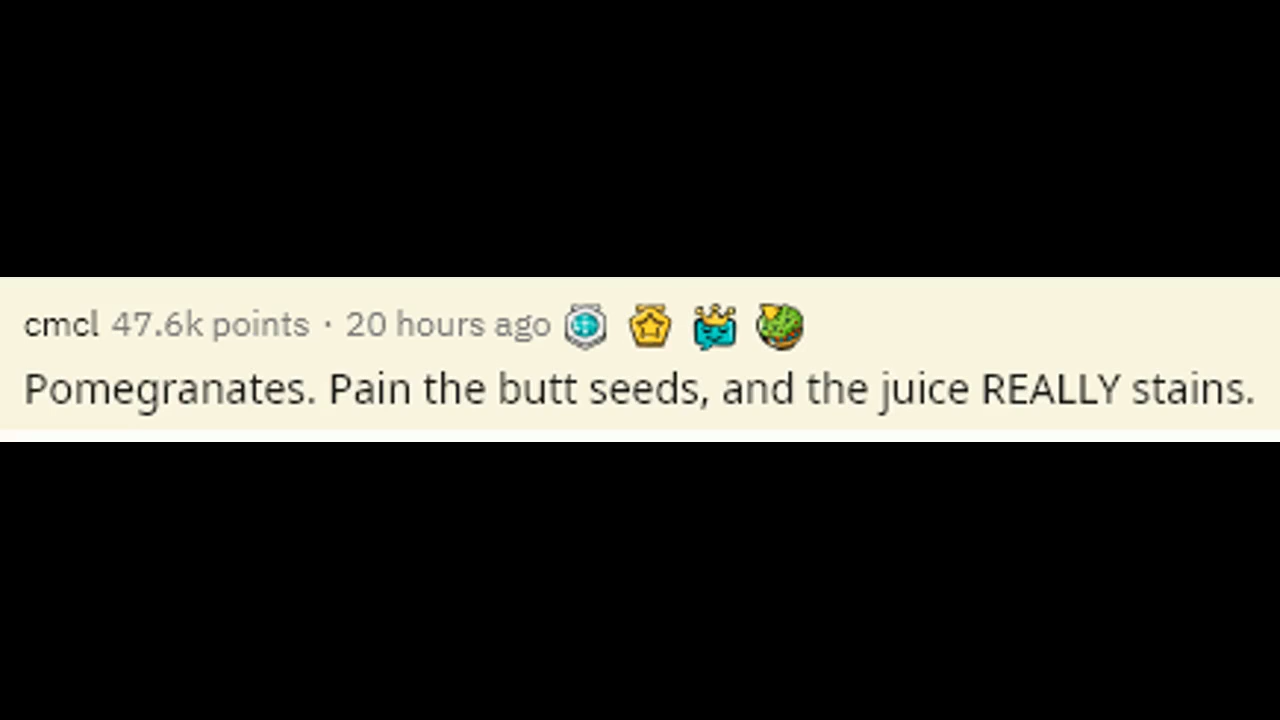 cmcl 47.6k points · 20 hours ago
Pomegranates. Pain the butt seeds, and the juice REALLY stains.